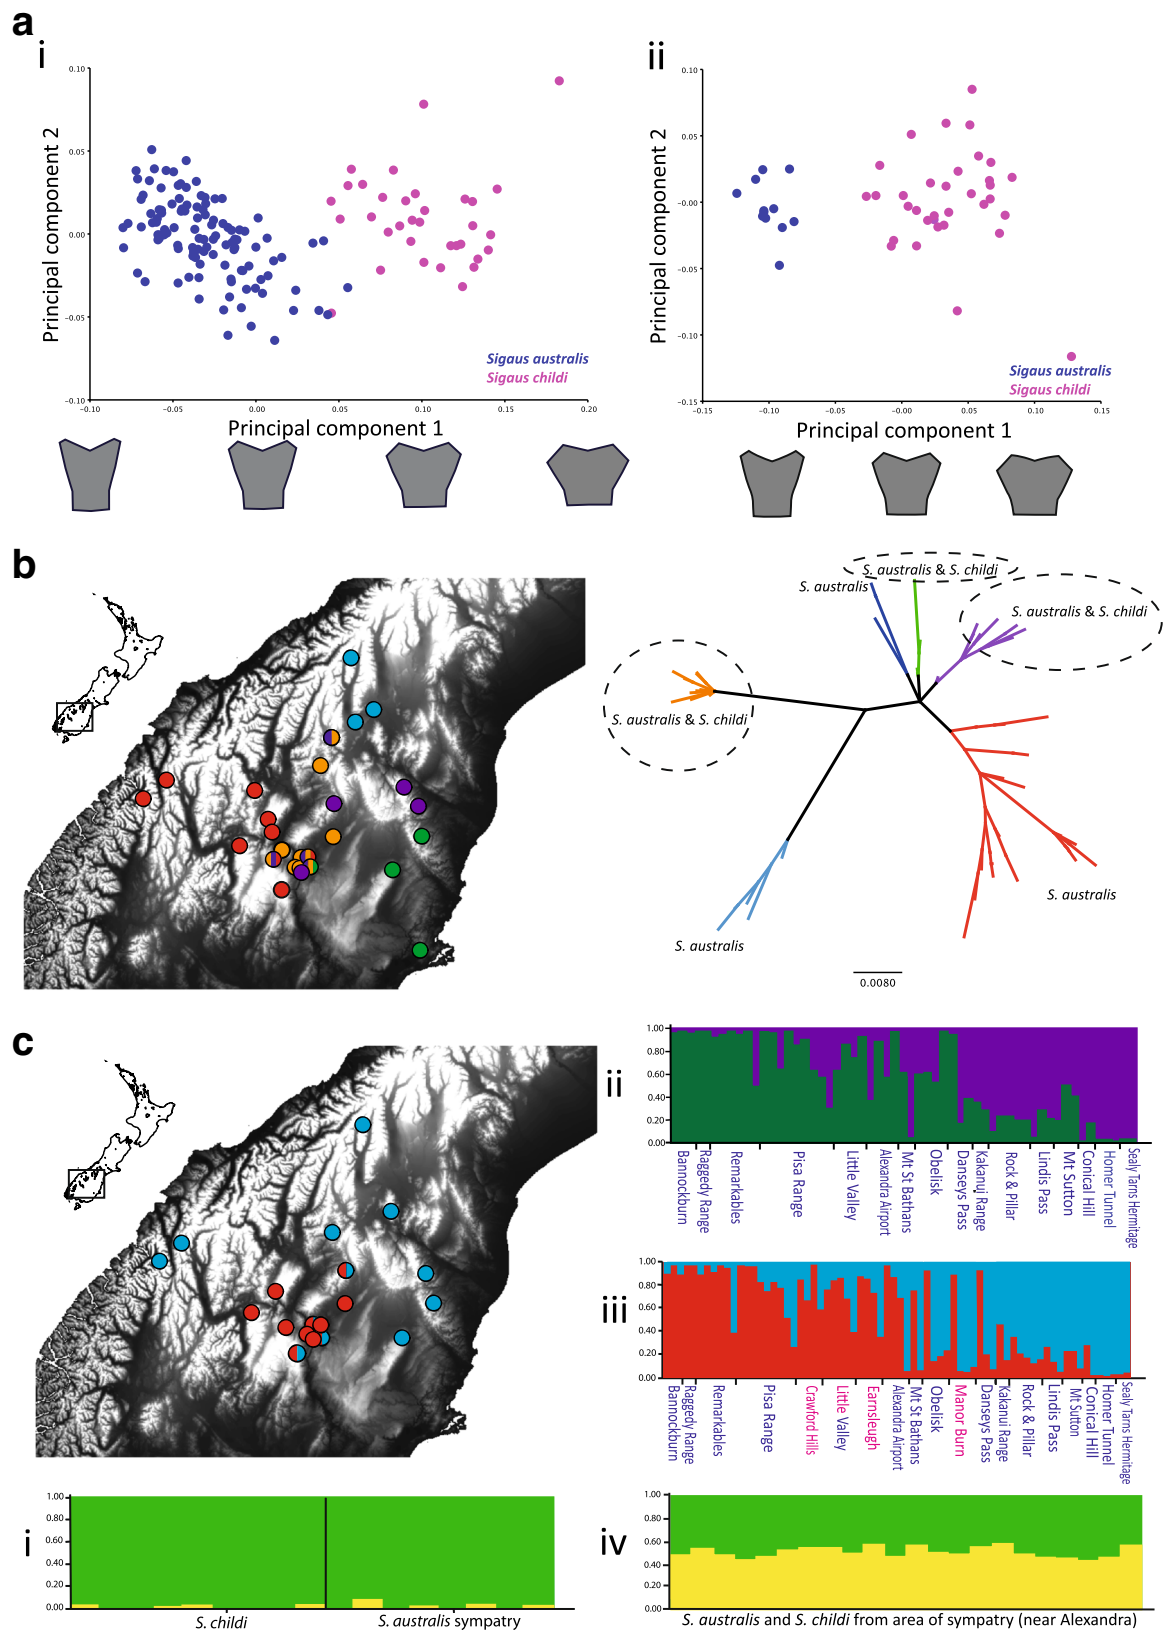 a
i
0.10
0.05
0.00
−0.05
−0.10
−0.10
−0.05
0.00
0.05
0.10
0.15
0.20
Principal component 2
Principal component 1
Sigaus australis
Sigaus childi
ii
0.10
0.05
−0.00
−0.05
−0.10
−0.15
−0.15
−0.10
−0.05
−0.00
0.05
0.10
0.15
Principal component 2
Principal component 1
Sigaus australis
Sigaus childi
b
S. australis & S. childi
S. australis
S. australis & S. childi
S. australis & S. childi
S. australis
S. australis
0.0080
c
ii
1.00
0.80
0.60
0.40
0.20
0.00
Bannockburn
Raggedy Range
Remarkables
Pisa Range
Little Valley
Alexandra Airport
Mt St Bathans
Obelisk
Danseys Pass
Kakanui Range
Rock & Pillar
Lindis Pass
Mt Sutton
Conical Hill
Homer Tunnel
Sealy Tarns Hermitage
iii
1.00
0.80
0.60
0.40
0.20
0.00
Bannockburn
Raggedy Range
Remarkables
Pisa Range
Crawford Hills
Little Valley
Earnsleugh
Alexandra Airport
Mt St Bathans
Obelisk
Manor Burn
Danseys Pass
Kakanui Range
Rock & Pillar
Lindis Pass
Mt Sutton
Conical Hill
Homer Tunnel
Sealy Tarns Hermitage
i
1.00
0.80
0.60
0.40
0.20
0.00
S. childi
S. australis sympatry
iv
1.00
0.80
0.60
0.40
0.20
0.00
S. australis and S. childi from area of sympatry (near Alexandra)